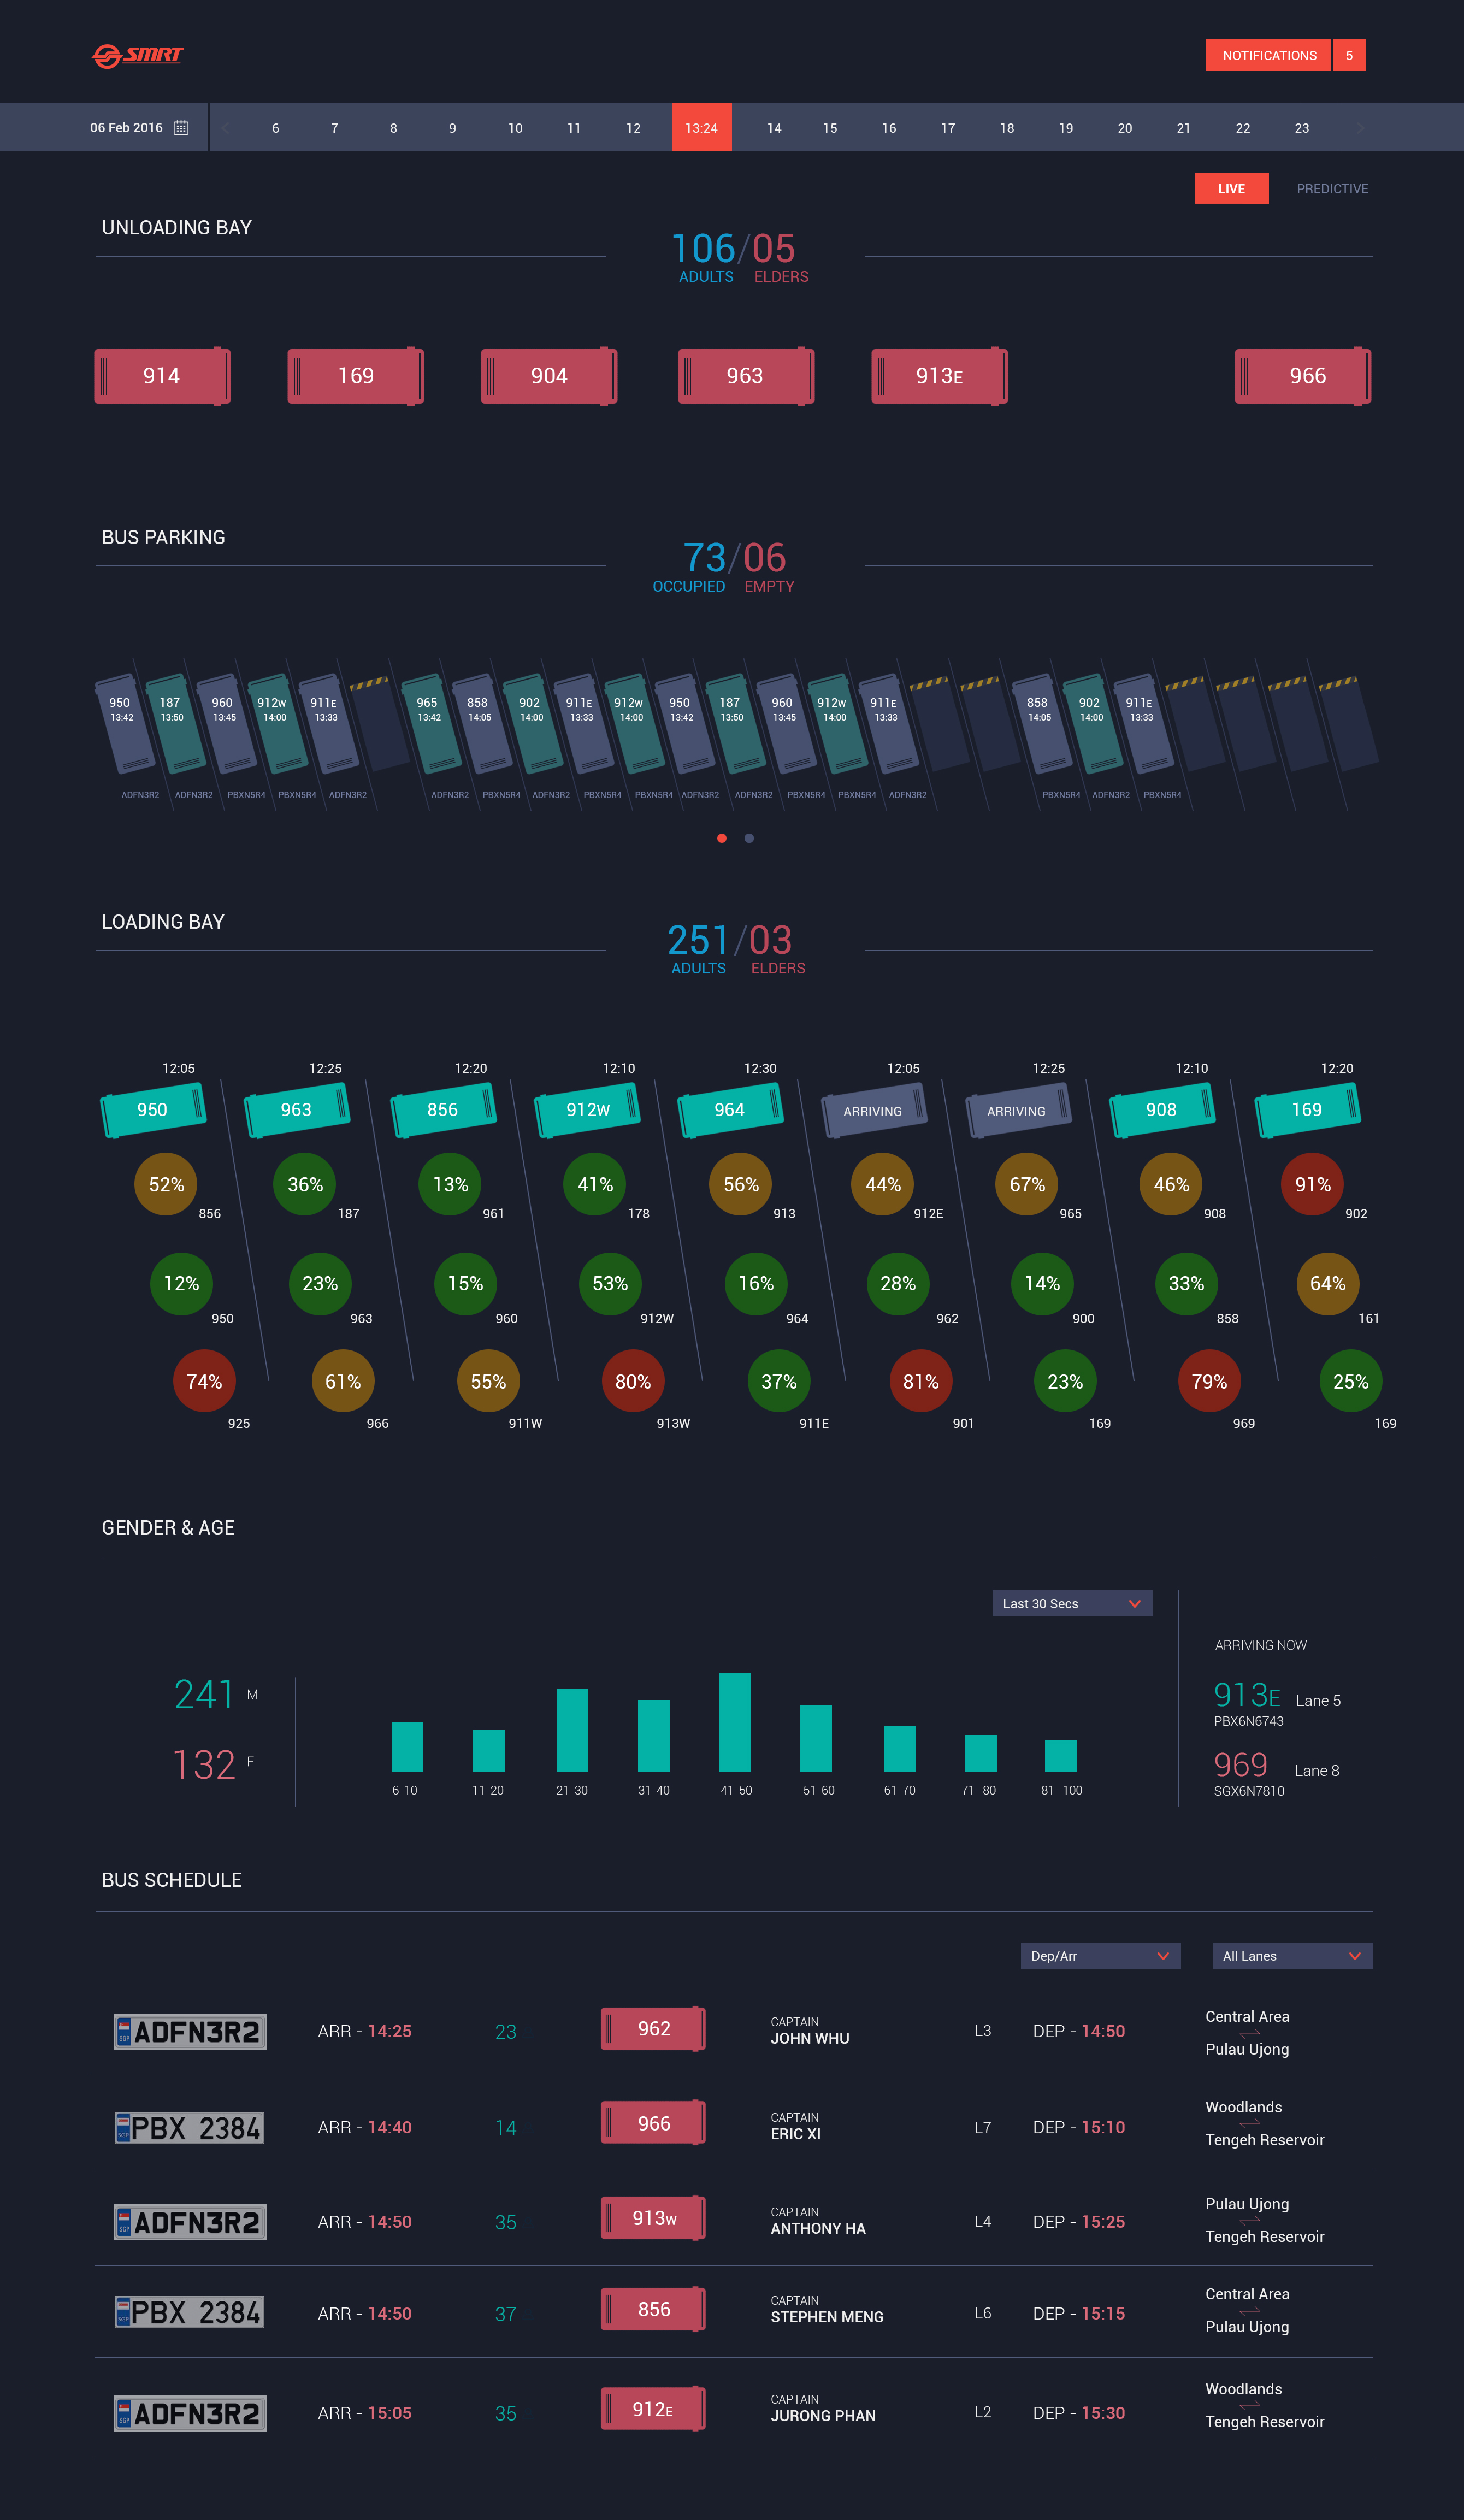 SMRT
NOTIFICATIONS 5
06 Feb 2016 6 7 8 9 10 11 12 13:24 14 15 16 17 18 19 20 21 22 23
LIVE PREDICTIVE
UNLOADING BAY
106/05
ADULTS ELDERS
914 169 904 963 913E 966
BUS PARKING
73/06
OCCUPIED EMPTY
950 187 960 912W 911E 965 858 902 911E 912W 950 187 960 912W 911E 858 902 911E
13:42 13:50 13:45 14:00 13:33 13:42 14:05 14:00 13:33 14:00 13:42 13:50 13:45 14:00 13:33 14:05 14:00 13:33
ADFN3R2 ADFN3R2 PBXN5R4 PBXN5R4 ADFN3R2 ADFN3R2 PBXN5R4 ADFN3R2 PBXN5R4 PBXN5R4 ADFN3R2 ADFN3R2 PBXN5R4 PBXN5R4 ADFN3R2 PBXN5R4 ADFN3R2 PBXN5R4
LOADING BAY
251/03
ADULTS ELDERS
12:05 12:25 12:20 12:10 12:30 12:05 12:25 12:10 12:20
950 963 856 912W 964 ARRIVING ARRIVING 908 169
52% 36% 13% 41% 56% 44% 67% 46% 91%
856 187 961 178 913 912E 965 908 902
12% 23% 15% 53% 16% 28% 14% 33% 64%
950 963 960 912W 964 962 900 858 161
74% 61% 55% 80% 37% 81% 23% 79% 25%
925 966 911W 913W 911E 901 169 969 169
GENDER & AGE
Last 30 Secs
241 M
132 F
6-10 11-20 21-30 31-40 41-50 51-60 61-70 71- 80 81- 100
ARRIVING NOW
913E Lane 5
PBX6N6743
969 Lane 8
SGX6N7810
BUS SCHEDULE
Dep/Arr All Lanes
SGP ADFN3R2 ARR - 14:25 23 962 CAPTAIN
JOHN WHU
L3 DEP - 14:50 Central Area
Pulau Ujong
SGP PBX 2384 ARR - 14:40 14 966 CAPTAIN
ERIC XI
L7 DEP - 15:10 Woodlands
Tengeh Reservoir
SGP ADFN3R2 ARR - 14:50 35 913W CAPTAIN
ANTHONY HA
L4 DEP - 15:25 Pulau Ujong
Tengeh Reservoir
SGP PBX 2384 ARR - 14:50 37 856 CAPTAIN
STEPHEN MENG
L6 DEP - 15:15 Central Area
Pulau Ujong
SGP ADFN3R2 ARR - 15:05 35 912E CAPTAIN
JURONG PHAN
L2 DEP - 15:30 Woodlands
Tengeh Reservoir